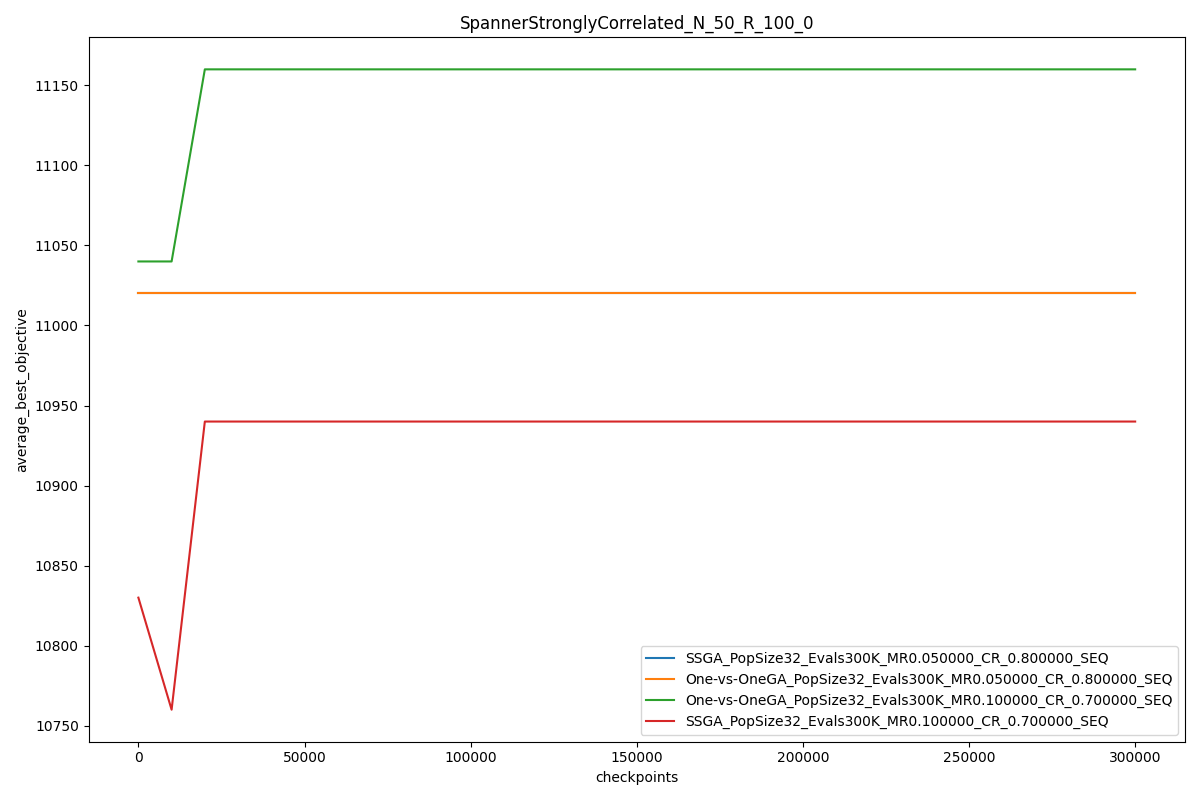 SpannerStronglyCorrelated_N_50_R_100_0
average_best_objective
11150
11100
11050
11000
10950
10900
10850
10800
10750
SSGA_PopSize32_Evals300K_MR0.050000_CR_0.800000_SEQ
One-vs-OneGA_PopSize32_Evals300K_MR0.050000_CR_0.800000_SEQ
One-vs-OneGA_PopSize32_Evals300K_MR0.100000_CR_0.700000_SEQ
SSGA_PopSize32_Evals300K_MR0.100000_CR_0.700000_SEQ
0 50000 100000 150000 200000 250000 300000
checkpoints